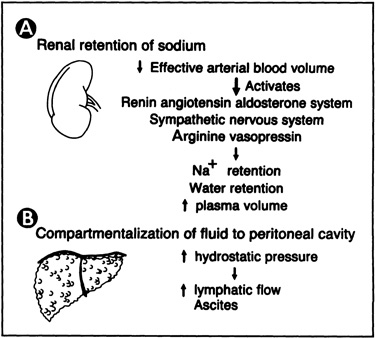 A
Renal retention of sodium
↓ Effective arterial blood volume
↓ Activates
Renin angiotensin aldosterone system
Sympathetic nervous system
Arginine vasopressin
↓
Na+ retention
Water retention
↑ plasma volume
B
Compartmentalization of fluid to peritoneal cavity
↑ hydrostatic pressure
↓
↑ lymphatic flow
Ascites